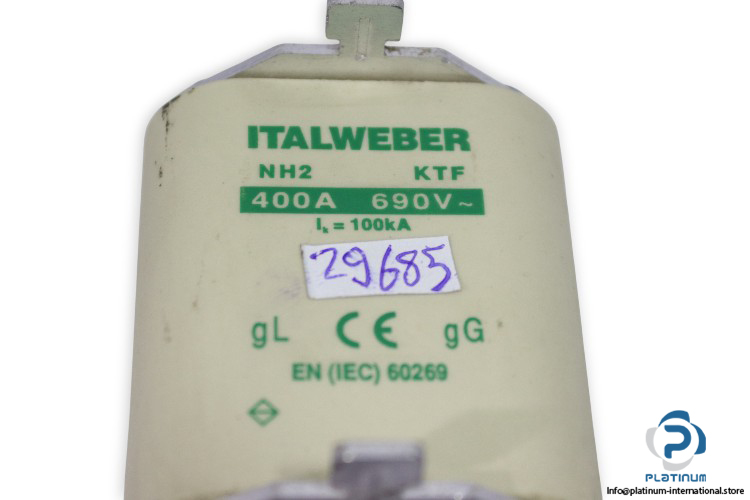 ITALWEBER
NH2 KTF
400A 690V~
Ik = 100kA
29685
gL CE gG
EN (IEC) 60269
PLATINUM
Info@platinum-international.store